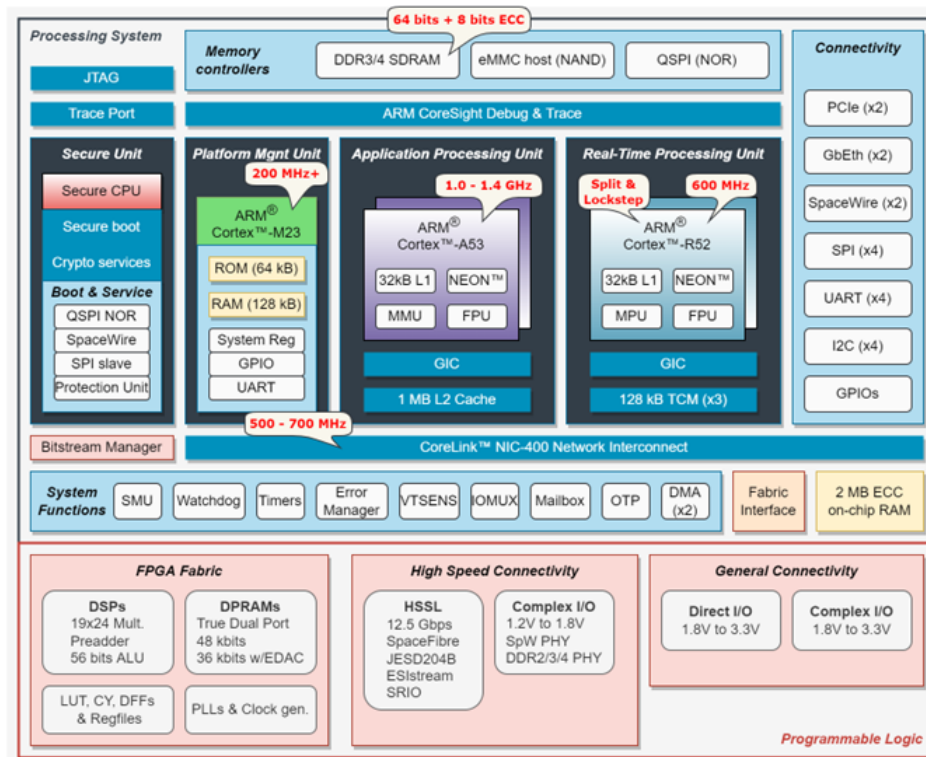 64 bits + 8 bits ECC
Processing System
JTAG
Trace Port
Memory
controllers
DDR3/4 SDRAM
eMMC host (NAND)
QSPI (NOR)
ARM CoreSight Debug & Trace
Connectivity
PCIe (x2)
GbEth (x2)
SpaceWire (x2)
SPI (x4)
UART (x4)
I2C (x4)
GPIOs
Secure Unit
Secure CPU
Secure boot
Crypto services
Boot & Service
QSPI NOR
SpaceWire
SPI slave
Protection Unit
Platform Mgnt Unit
200 MHz+
ARM®
Cortex™-M23
ROM (64 kB)
RAM (128 kB)
System Reg
GPIO
UART
Application Processing Unit
1.0 - 1.4 GHz
ARM®
Cortex™-A53
32kB L1
NEON™
MMU
FPU
GIC
1 MB L2 Cache
Real-Time Processing Unit
Split &
Lockstep
600 MHz
ARM®
Cortex™-R52
32kB L1
NEON™
MPU
FPU
GIC
128 kB TCM (x3)
500 - 700 MHz
Bitstream Manager
CoreLink™ NIC-400 Network Interconnect
System
Functions
SMU
Watchdog
Timers
Error
Manager
VTSENS
IOMUX
Mailbox
OTP
DMA
(x2)
Fabric
Interface
2 MB ECC
on-chip RAM
FPGA Fabric
DSPs
19x24 Mult.
Preadder
56 bits ALU
DPRAMs
True Dual Port
48 kbits
36 kbits w/EDAC
LUT, CY, DFFs
& Regfiles
PLLs & Clock gen.
High Speed Connectivity
HSSL
12.5 Gbps
SpaceFibre
JESD204B
ESIstream
SRIO
Complex I/O
1.2V to 1.8V
SpW PHY
DDR2/3/4 PHY
General Connectivity
Direct I/O
1.8V to 3.3V
Complex I/O
1.8V to 3.3V
Programmable Logic